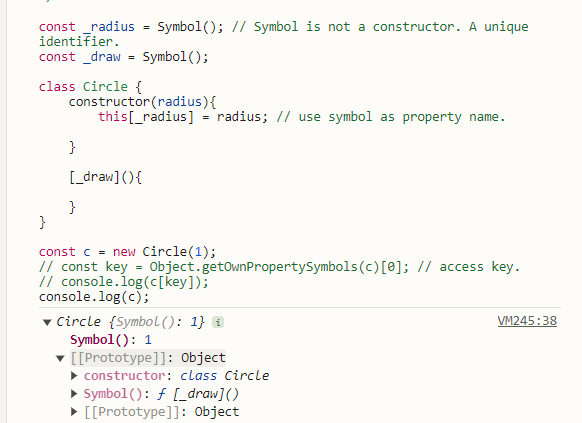 const _radius = Symbol(); // Symbol is not a constructor. A unique
identifier.
const _draw = Symbol();
class Circle {
constructor(radius){
this[_radius] = radius; // use symbol as property name.
}
[_draw](){
}
}
const c = new Circle(1);
// const key = Object.getOwnPropertySymbols(c)[0]; // access key.
// console.log(c[key]);
console.log(c);
▼ Circle {Symbol(): 1} i VM245:38
Symbol(): 1
▼ [[Prototype]]: Object
▶ constructor: class Circle
▶ Symbol(): ƒ [_draw]()
▶ [[Prototype]]: Object